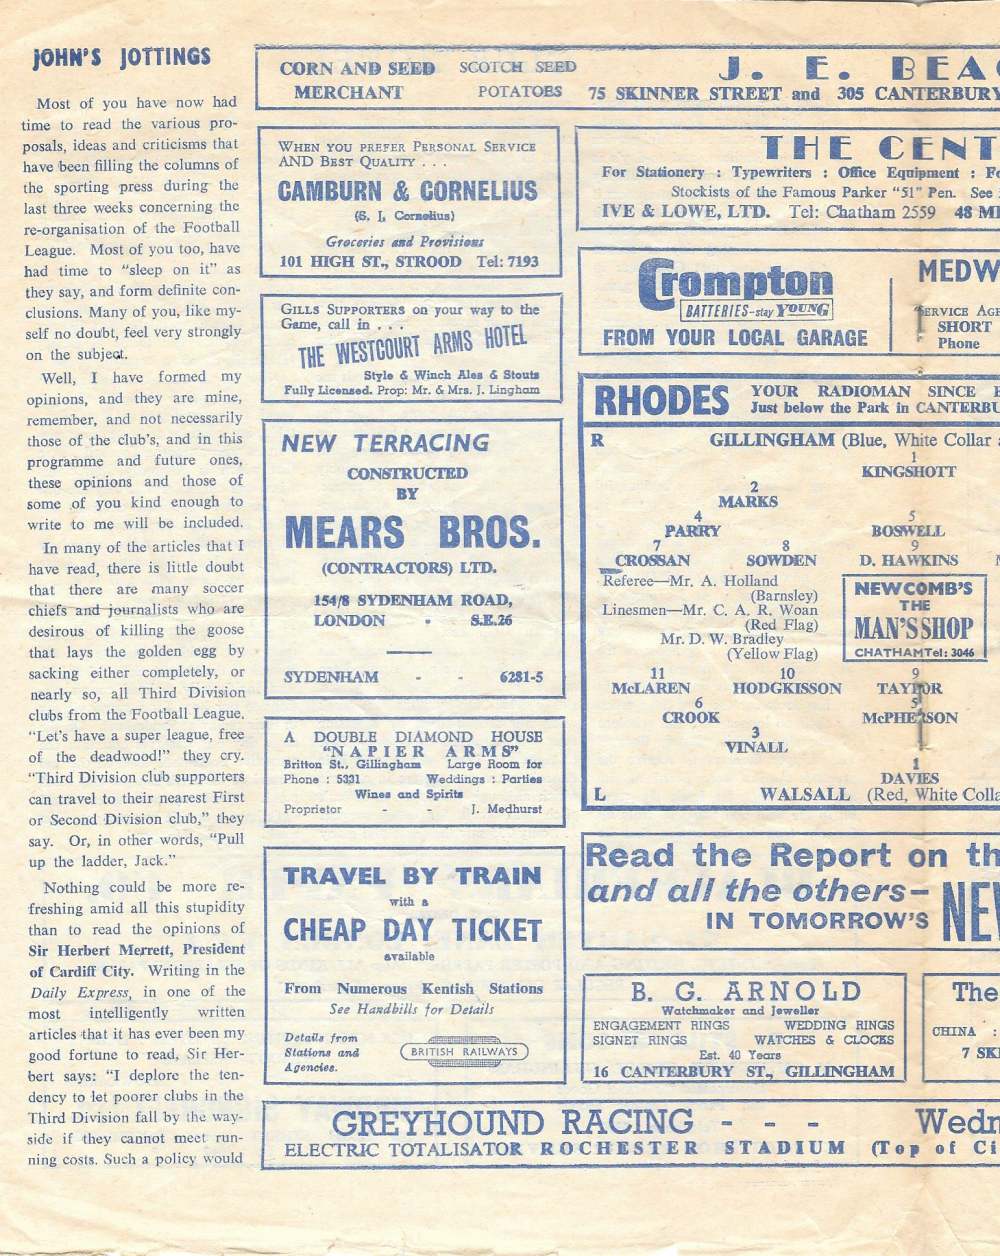 JOHN'S JOTTINGS
Most of you have now had
time to read the various pro-
posals, ideas and criticisms that
have been filling the columns of
the sporting press during the
last three weeks concerning the
re-organisation of the Football
League. Most of you too, have
had time to "sleep on it" as
they say, and form definite con-
clusions. Many of you, like my-
self no doubt, feel very strongly
on the subject.
Well, I have formed my
opinions, and they are mine,
remember, and not necessarily
those of the club's, and in this
programme and future ones,
these opinions and those of
some of you kind enough to
write to me will be included.
In many of the articles that I
have read, there is little doubt
that there are many soccer
chiefs and journalists who are
desirous of killing the goose
that lays the golden egg by
sacking either completely, or
nearly so, all Third Division
clubs from the Football League.
"Let's have a super league, free
of the deadwood!" they cry.
"Third Division club supporters
can travel to their nearest First
or Second Division club," they
say. Or, in other words, "Pull
up the ladder, Jack."
Nothing could be more re-
freshing amid all this stupidity
than to read the opinions of
Sir Herbert Merrett, President
of Cardiff City. Writing in the
Daily Express, in one of the
most intelligently written
articles that it has ever been my
good fortune to read, Sir Her-
bert says: "I deplore the ten-
dency to let poorer clubs in the
Third Division fall by the way-
side if they cannot meet run-
ning costs. Such a policy would
CORN AND SEED SCOTCH SEED J. E. BEA
MERCHANT POTATOES 75 SKINNER STREET and 305 CANTERBURY
WHEN YOU PREFER PERSONAL SERVICE
AND BEST QUALITY . . .
CAMBURN & CORNELIUS
(S. J. Cornelius)
Groceries and Provisions
101 HIGH ST., STROOD Tel: 7193
GILLS SUPPORTERS on your way to the
Game, call in . . .
THE WESTCOURT ARMS HOTEL
Style & Winch Ales & Stouts
Fully Licensed. Prop: Mr. & Mrs. J. Lingham
NEW TERRACING
CONSTRUCTED
BY
MEARS BROS.
(CONTRACTORS) LTD.
154/8 SYDENHAM ROAD,
LONDON - S.E.26
SYDENHAM - - 6281-5
A DOUBLE DIAMOND HOUSE
"NAPIER ARMS"
Britton St., Gillingham Large Room for
Phone : 5331 Weddings : Parties
Wines and Spirits
Proprietor - - J. Medhurst
TRAVEL BY TRAIN
with a
CHEAP DAY TICKET
available
From Numerous Kentish Stations
See Handbills for Details
Details from
Stations and
Agencies.
BRITISH RAILWAYS
THE CENT
For Stationery : Typewriters : Office Equipment : Fo
Stockists of the Famous Parker "51" Pen. See
IVE & LOWE, LTD. Tel: Chatham 2559 48 MI
Crompton
BATTERIES-stay YOUNG
FROM YOUR LOCAL GARAGE
MEDW
SERVICE AGE
SHORT
Phone
RHODES YOUR RADIOMAN SINCE
Just below the Park in CANTERBU
R GILLINGHAM (Blue, White Collar
1
KINGSHOTT
2
MARKS
4 5
PARRY BOSWELL
7 8 9
CROSSAN SOWDEN D. HAWKINS
Referee—Mr. A. Holland
(Barnsley)
Linesmen—Mr. C. A. R. Woan
(Red Flag)
Mr. D. W. Bradley
(Yellow Flag)
NEWCOMB'S
THE
MAN'S SHOP
CHATHAM Tel: 3046
11 10 9
McLAREN HODGKISSON TAYLOR
6 5
CROOK McPHERSON
3
VINALL
1
DAVIES
L WALSALL (Red, White Colla
Read the Report on th
and all the others—
IN TOMORROW'S NEW
B. G. ARNOLD
Watchmaker and Jeweller
ENGAGEMENT RINGS WEDDING RINGS
SIGNET RINGS WATCHES & CLOCKS
Est. 40 Years
16 CANTERBURY ST., GILLINGHAM
The
CHINA :
7 SK
GREYHOUND RACING - - - Wedn
ELECTRIC TOTALISATOR ROCHESTER STADIUM (Top of Ci